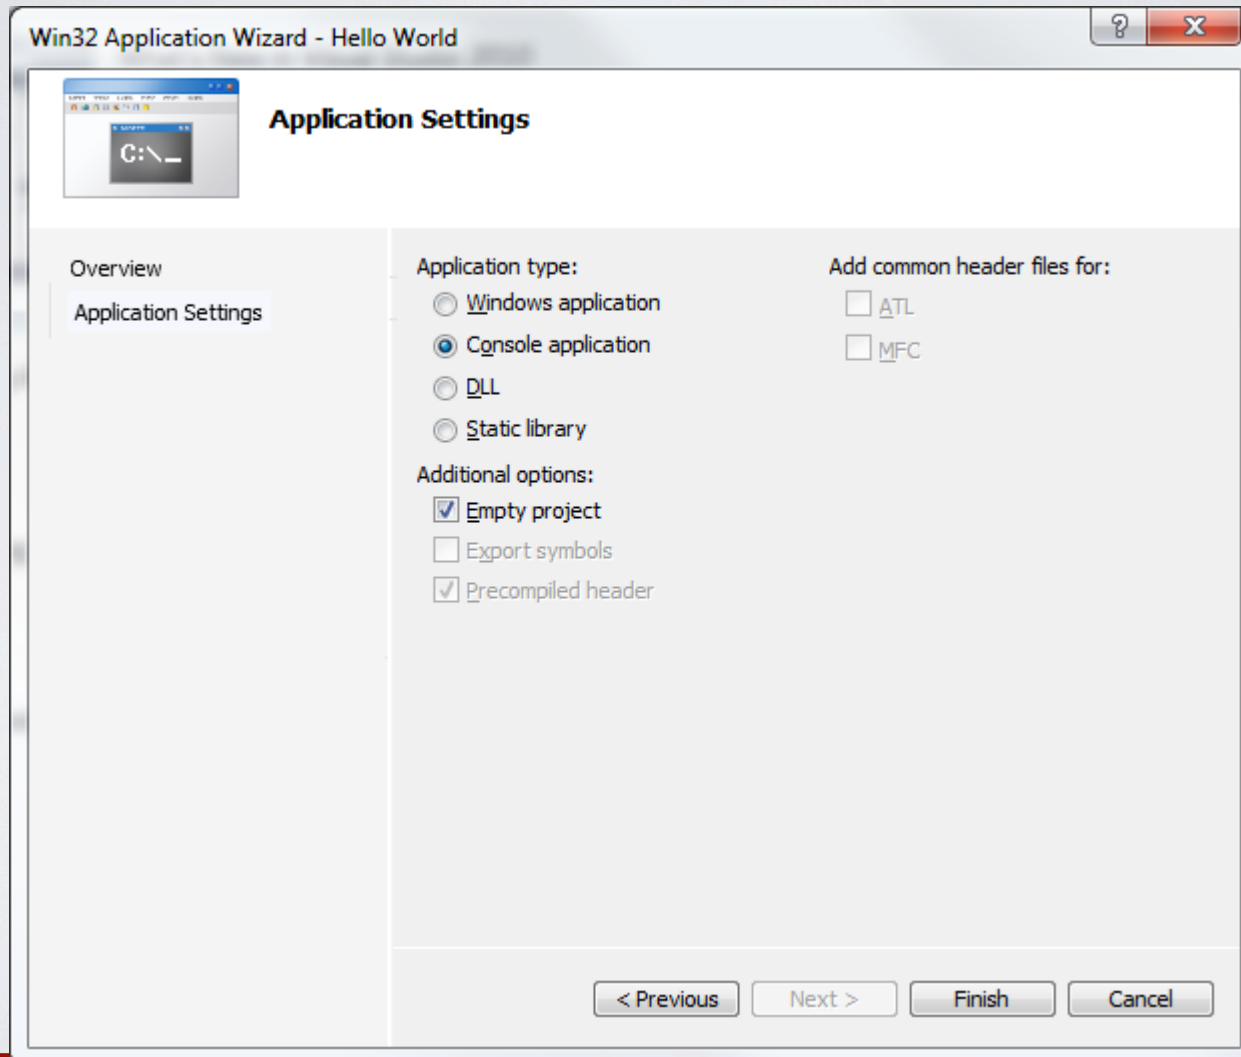 Win32 Application Wizard - Hello World
C:\_
Application Settings
Overview
Application Settings
Application type:
Windows application
Console application
DLL
Static library
Additional options:
Empty project
Export symbols
Precompiled header
Add common header files for:
ATL
MFC
< Previous
Next >
Finish
Cancel